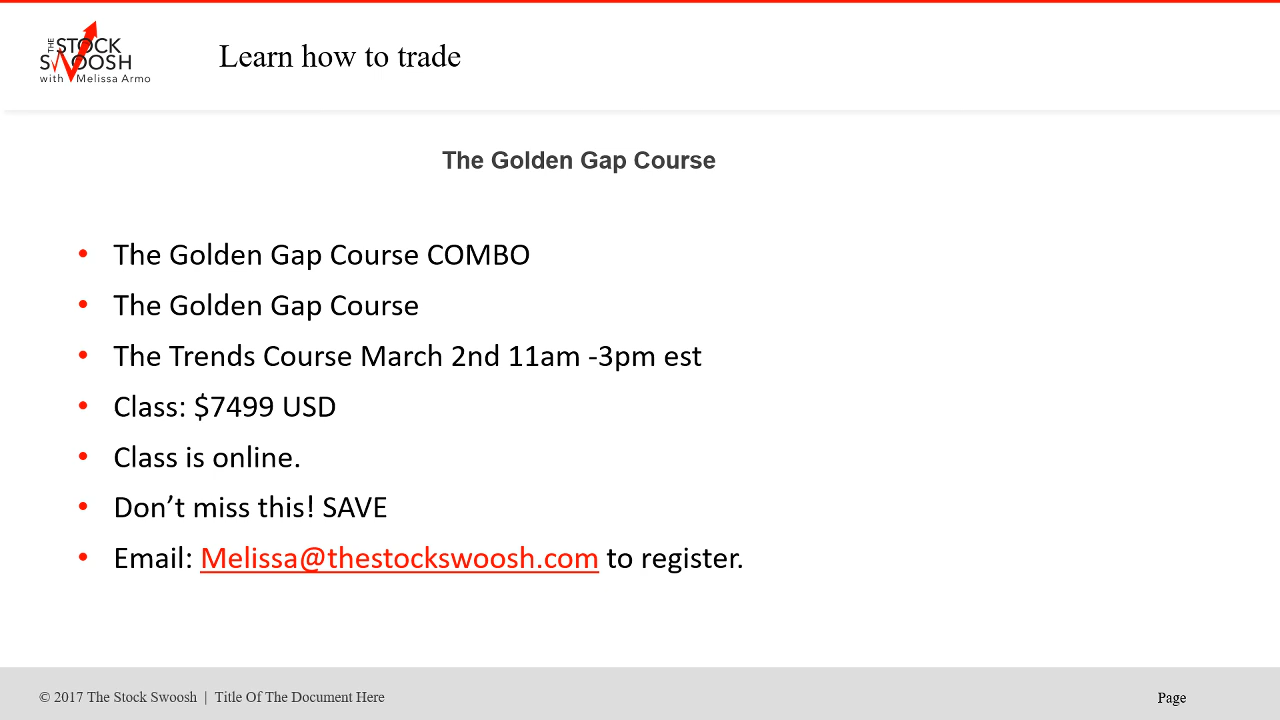 THE STOCK
SWOOSH
with Melissa Armo
Learn how to trade
The Golden Gap Course
• The Golden Gap Course COMBO
• The Golden Gap Course
• The Trends Course March 2nd 11am -3pm est
• Class: $7499 USD
• Class is online.
• Don’t miss this! SAVE
• Email: Melissa@thestockswoosh.com to register.
© 2017 The Stock Swoosh | Title Of The Document Here
Page